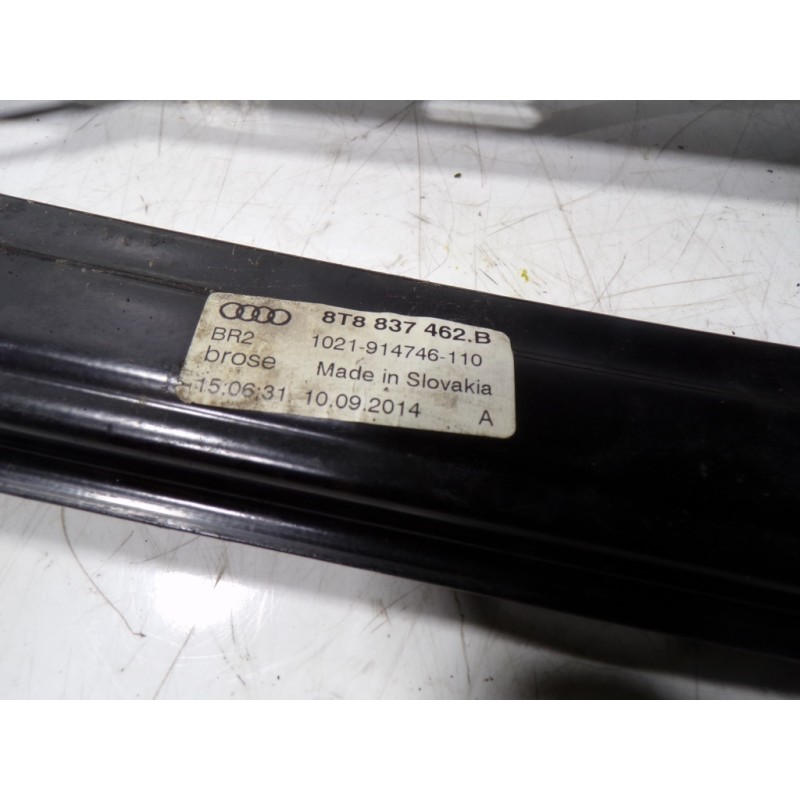 8T8 837 462.B
BR2 1021-914746-110
brose Made in Slovakia
15:06:31 10.09.2014 A